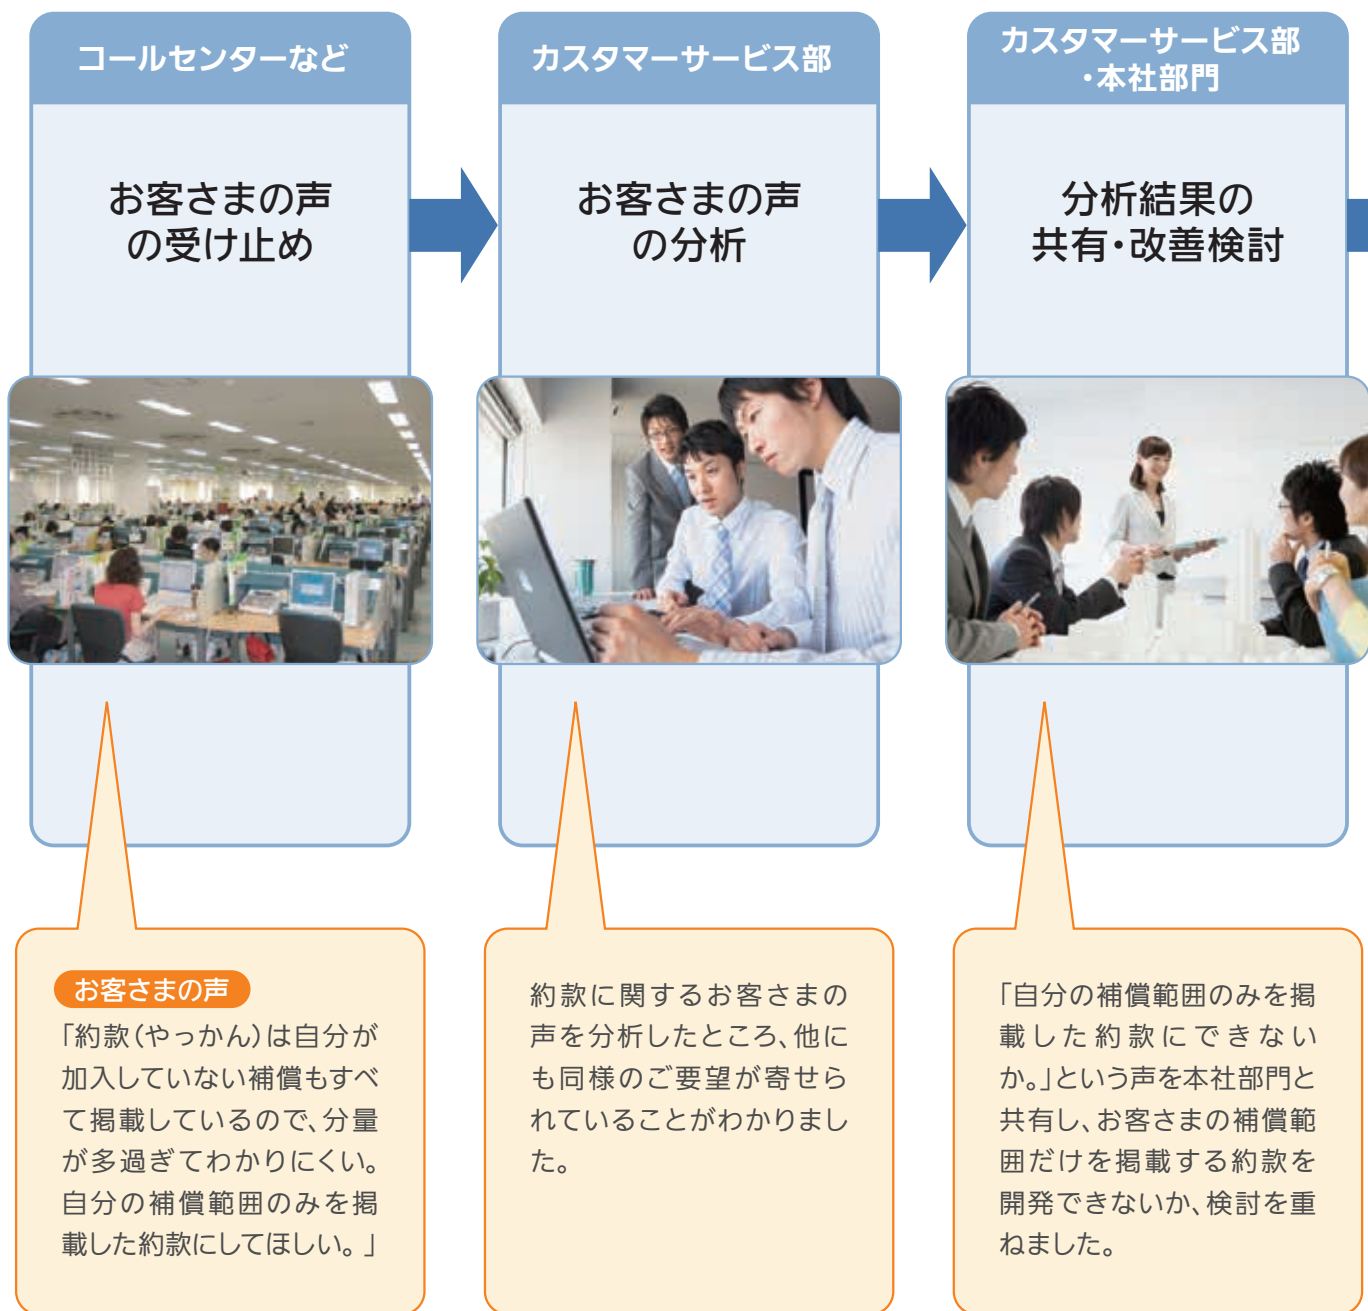 コールセンターなど
お客さまの声
の受け止め
カスタマーサービス部
お客さまの声
の分析
カスタマーサービス部
・本社部門
分析結果の
共有・改善検討
お客さまの声
「約款（やっかん）は自分が
加入していない補償もすべ
て掲載しているので、分量
が多過ぎてわかりにくい。
自分の補償範囲のみを掲
載した約款にしてほしい。」
約款に関するお客さまの
声を分析したところ、他に
も同様のご要望が寄せら
れていることがわかりまし
た。
「自分の補償範囲のみを掲
載した約款にできない
か。」という声を本社部門と
共有し、お客さまの補償範
囲だけを掲載する約款を
開発できないか、検討を重
ねました。